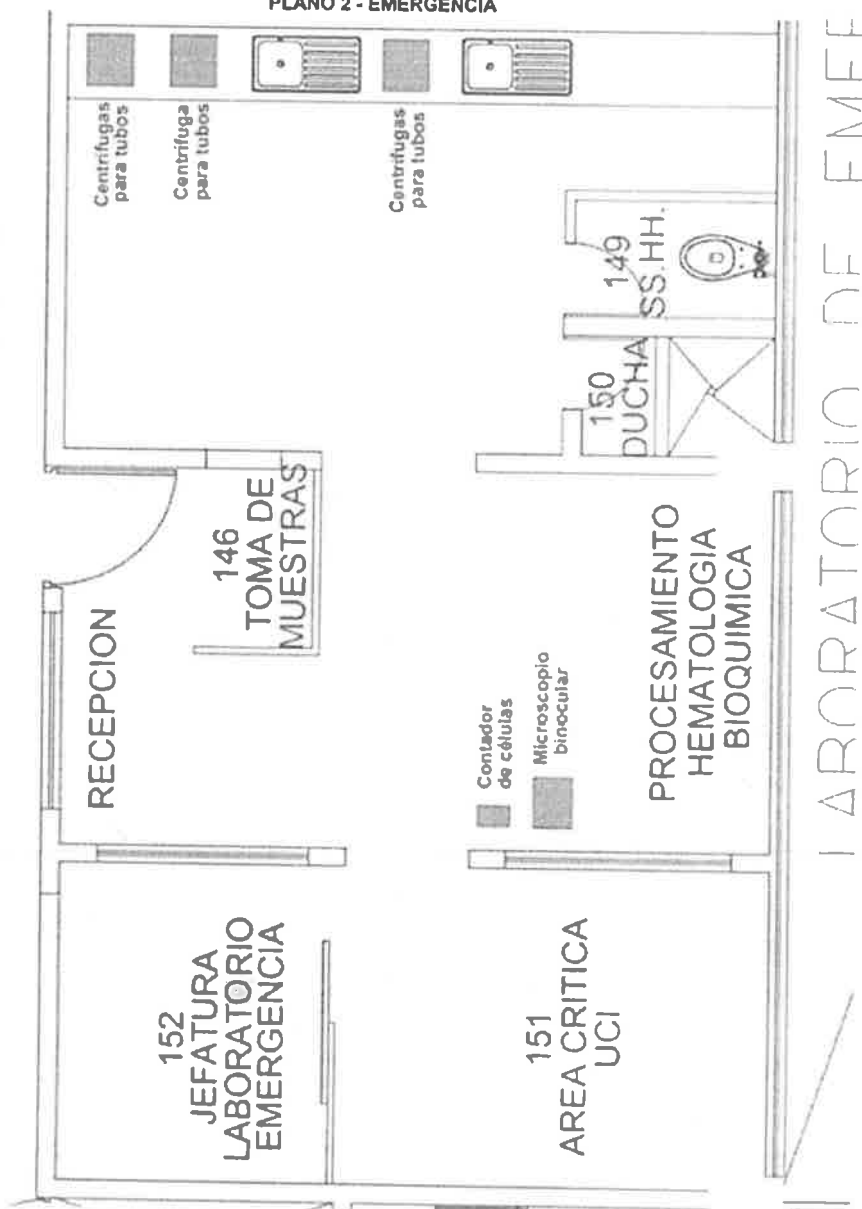 PLANO 2 - EMERGENCIA
152
JEFATURA
LABORATORIO
EMERGENCIA
RECEPCION
146
TOMA DE
MUESTRAS
Centrifugas
para tubos
Centrifuga
para tubos
Centrifugas
para tubos
151
AREA CRITICA
UCI
Contador
de células
Microscopio
binocular
PROCESAMIENTO
HEMATOLOGIA
BIOQUIMICA
150
DUCHA
149
SS.HH.
LABORATORIO DE EMER